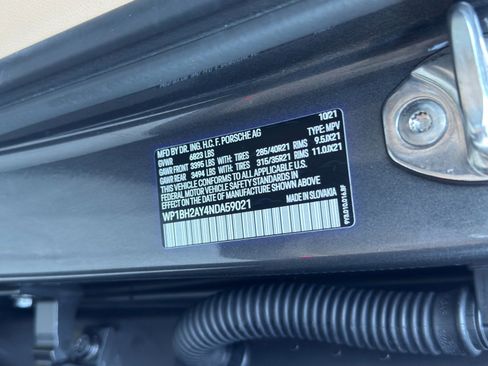 MFD BY DR. ING. H.C. F. PORSCHE AG 10/21
GVWR 6823 LBS TYPE: MPV
GAWR FRONT 3395 LBS WITH: TIRES 285/40R21 RIMS 9.5JX21
GAWR REAR 3494 LBS WITH: TIRES 315/35R21 RIMS 11.0JX21
THIS VEHICLE CONFORMS TO ALL APPLICABLE U.S.
FEDERAL MOTOR VEHICLE SAFETY STANDARDS IN EFFECT
ON THE DATE OF MANUFACTURE SHOWN ABOVE.
WP1BH2AY4NDA59021
MADE IN SLOVAKIA